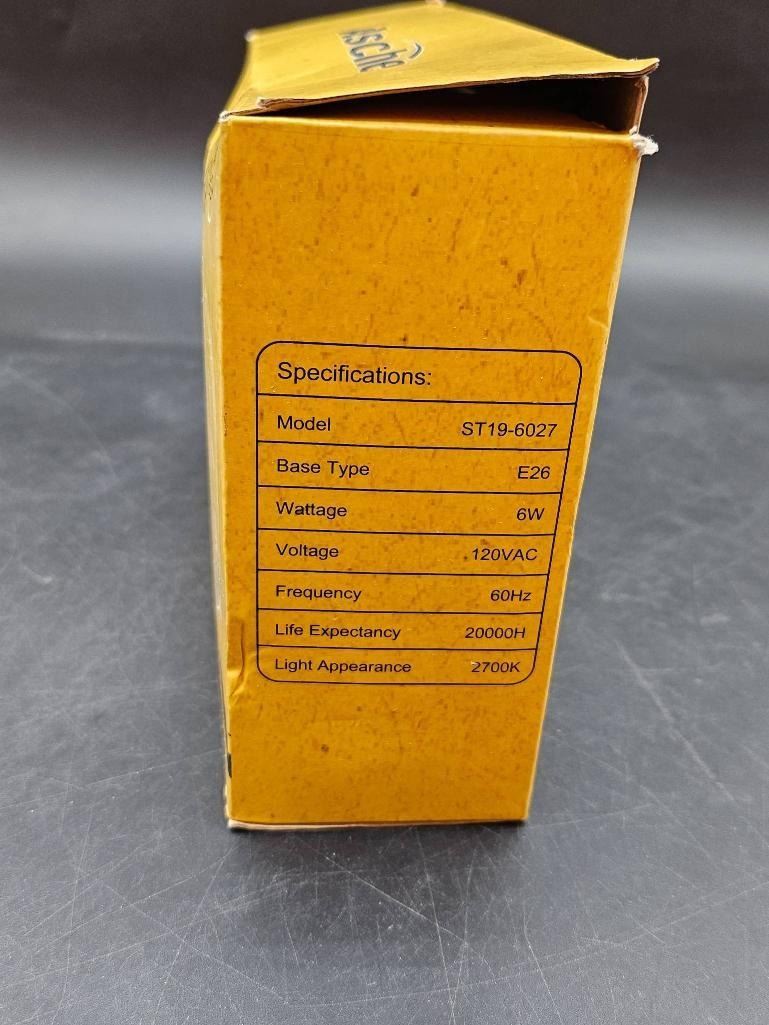 Specifications:
Model ST19-6027
Base Type E26
Wattage 6W
Voltage 120VAC
Frequency 60Hz
Life Expectancy 20000H
Light Appearance 2700K